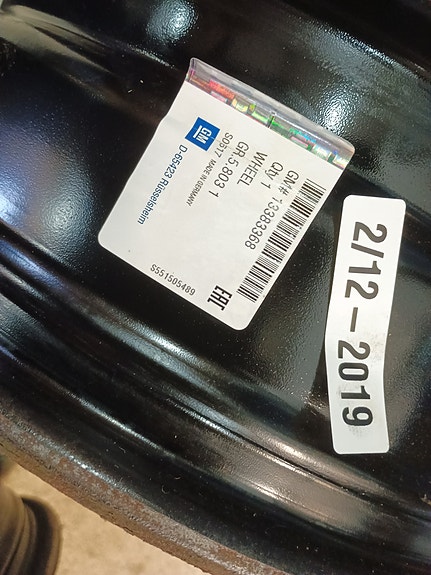 GM# 13383368
Qty 1
WHEEL
GR.5.803 1
S0517 MADE IN GERMANY
GM
D-65423 Rüsselsheim
S551505489
EAC
2/12-2019